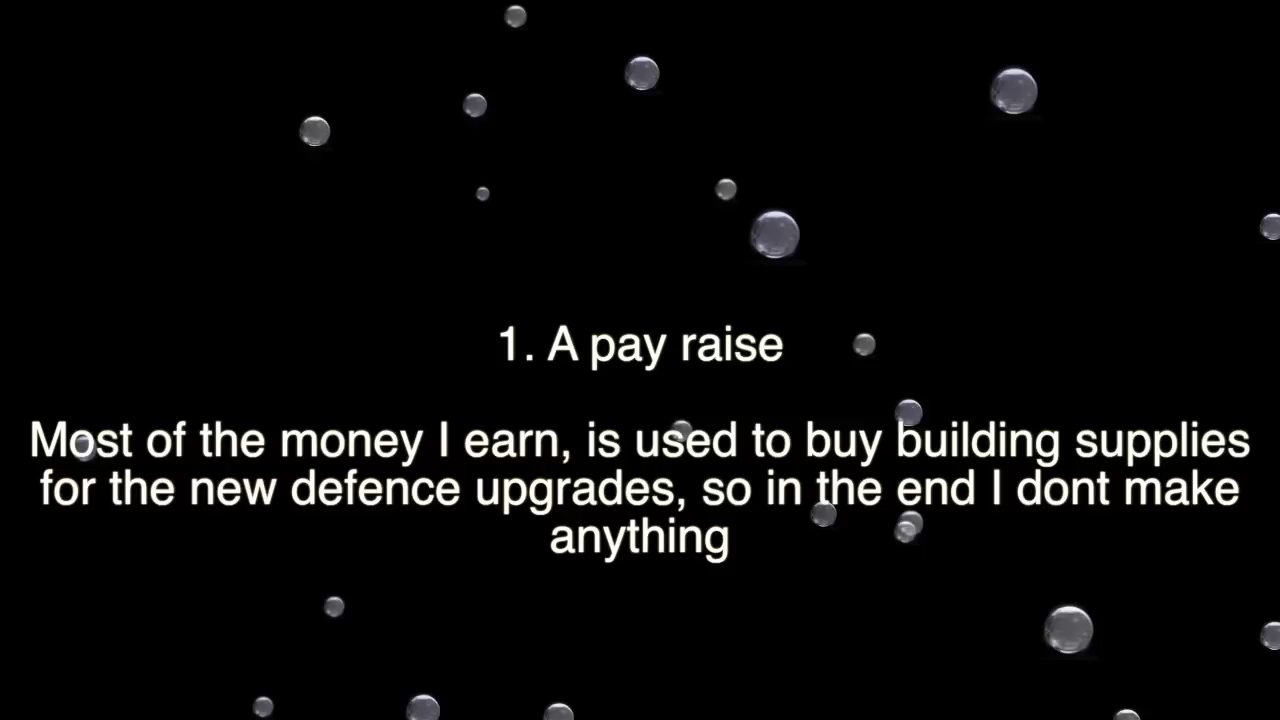 1. A pay raise
Most of the money I earn, is used to buy building supplies
for the new defence upgrades, so in the end I dont make
anything